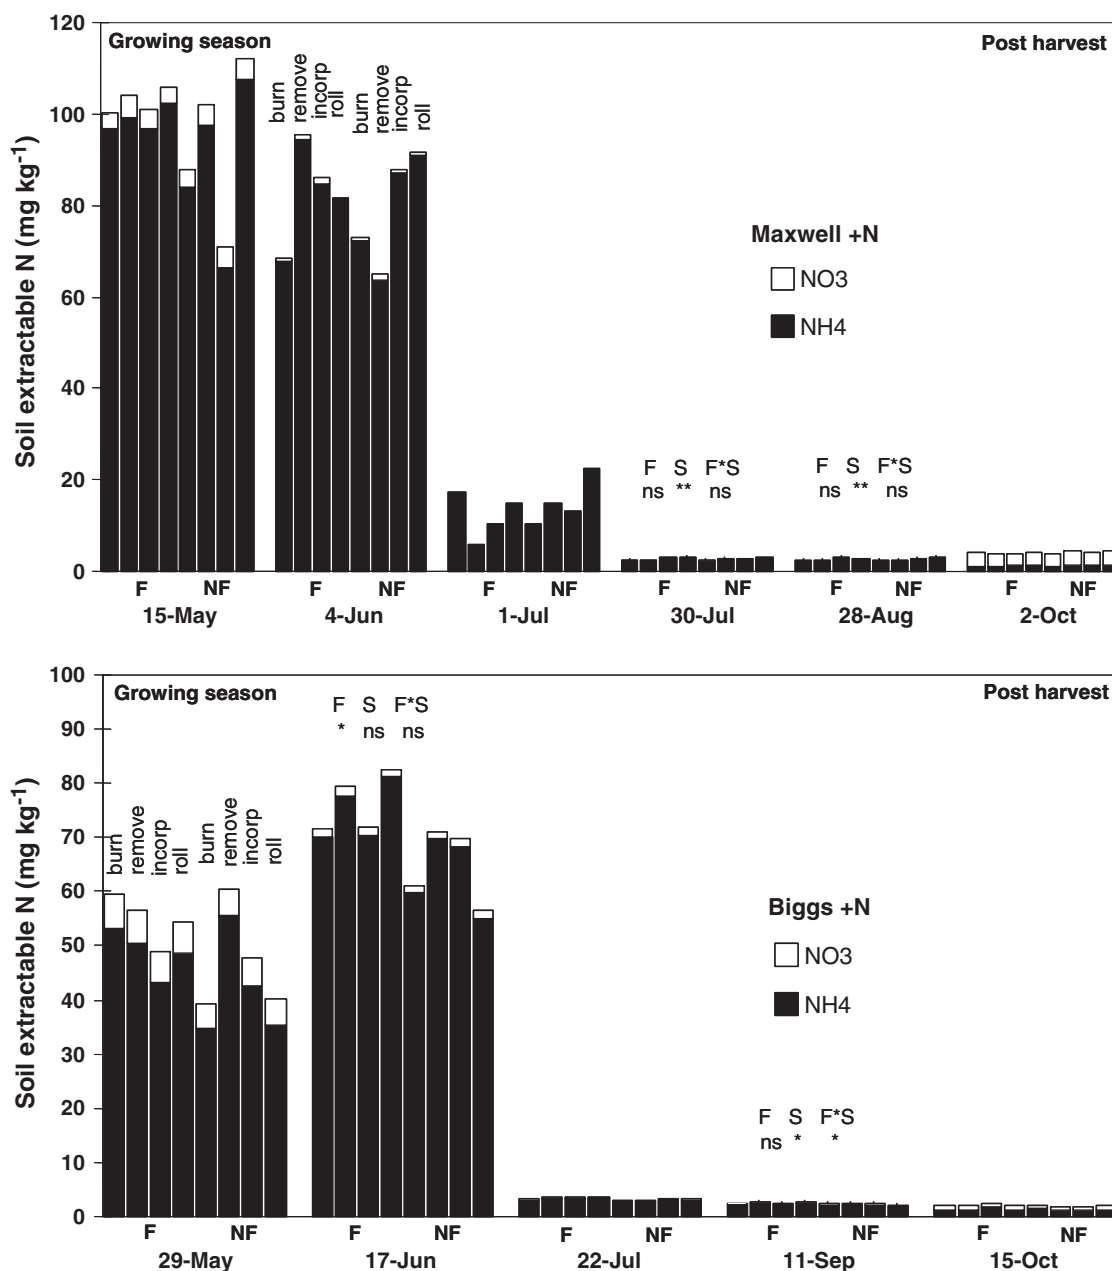 120
Growing season
Post harvest
burn
remove
incorp
roll
burn
remove
incorp
roll
100
80
60
40
20
0
Soil extractable N (mg kg-1)
Maxwell +N
NO3
NH4
F S F*S
ns ** ns
F S F*S
ns ** ns
F NF F NF F NF F NF F NF F NF
15-May 4-Jun 1-Jul 30-Jul 28-Aug 2-Oct
100
Growing season
Post harvest
F S F*S
* ns ns
90
80
70
60
50
40
30
20
10
0
Soil extractable N (mg kg-1)
burn
remove
incorp
roll
burn
remove
incorp
roll
Biggs +N
NO3
NH4
F S F*S
ns * *
F NF F NF F NF F NF F NF
29-May 17-Jun 22-Jul 11-Sep 15-Oct